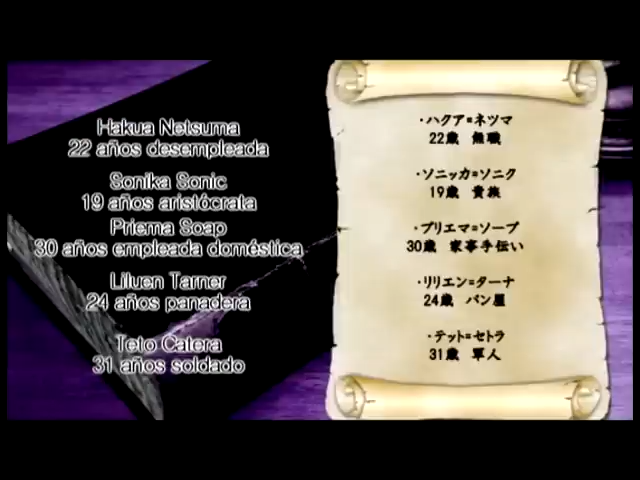 Hakua Netsuma
22 años desempleada
Sonika Sonic
19 años aristócrata
Priema Soap
30 años empleada doméstica
Liluen Tarner
24 años panadera
Teto Catera
31 años soldado
・ハクア=ネツマ
22歳 無職
・ソニッカ=ソニク
19歳 貴族
・プリエマ=ソープ
30歳 家事手伝い
・リリエン=ターナ
24歳 パン屋
・テット=セトラ
31歳 軍人